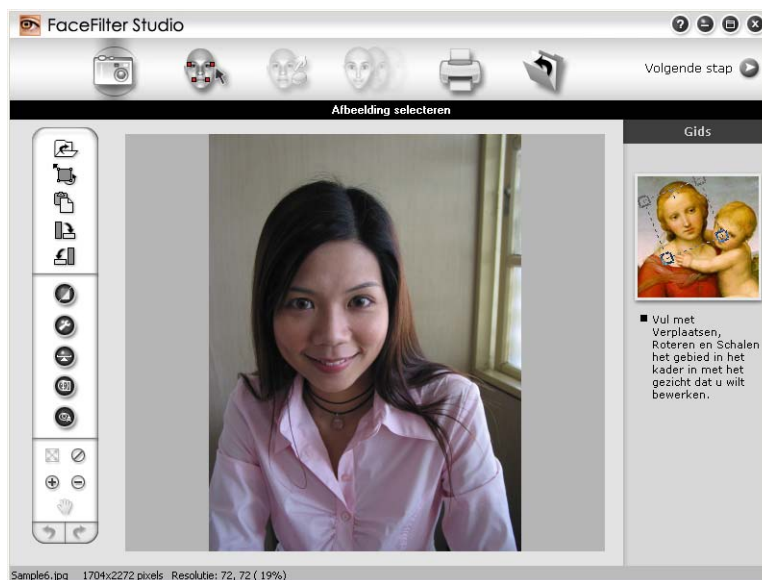 FaceFilter Studio
Volgende stap
Afbeelding selecteren
Gids
Vul met
Verplaatsen,
Roteren en Schalen
het gebied in het
kader in met het
gezicht dat u wilt
bewerken.
Sample6.jpg 1704x2272 pixels Resolutie: 72, 72 ( 19%)